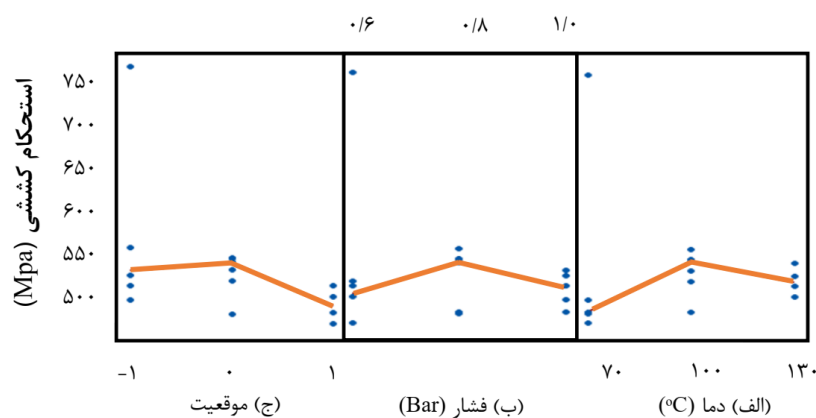 ۰/۶ ۰/۸ ۱/۰
استحکام کششی (Mpa)
۷۵۰
۷۰۰
۶۵۰
۶۰۰
۵۵۰
۵۰۰
-۱ ۰ ۱ ۷۰ ۱۰۰ ۱۳۰
الف) دما (°C)
ب) فشار (Bar)
ج) موقعیت